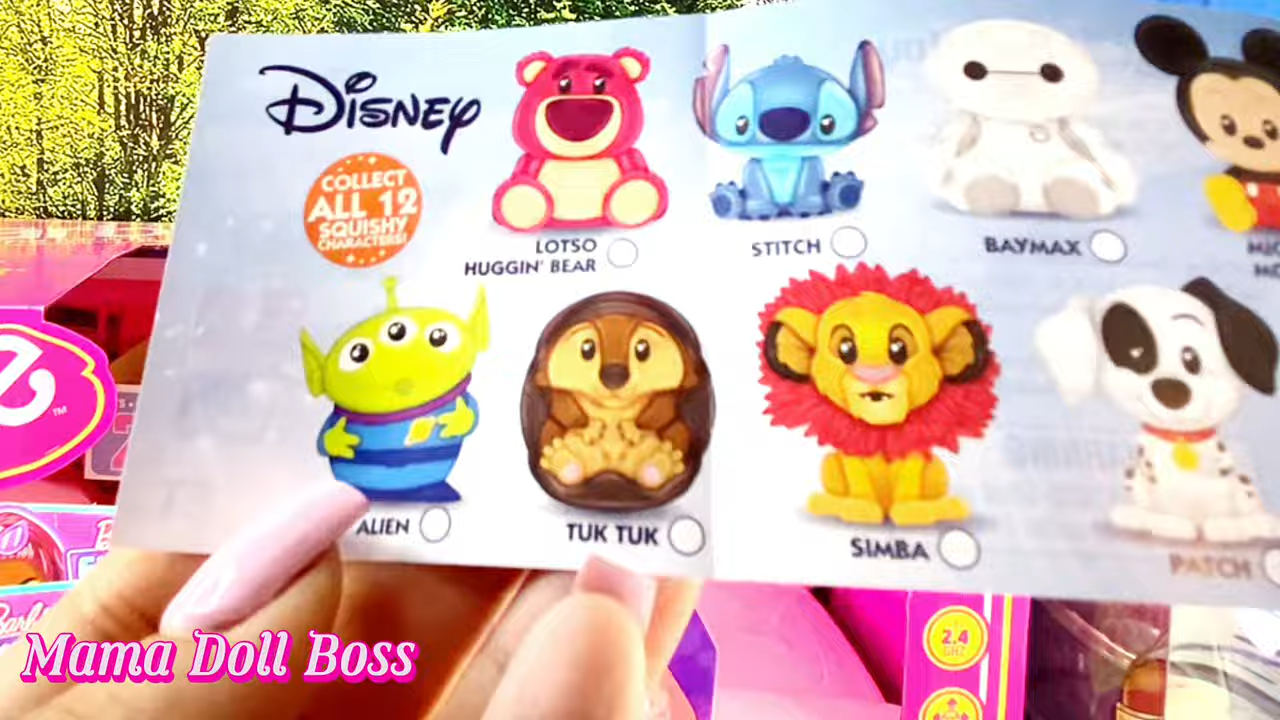 DISNEY
COLLECT
ALL 12
SQUISHY
CHARACTERS!
LOTSO
HUGGIN' BEAR
STITCH
BAYMAX
ALIEN
TUK TUK
SIMBA
PATCH
2.4
GHZ
Mama Doll Boss